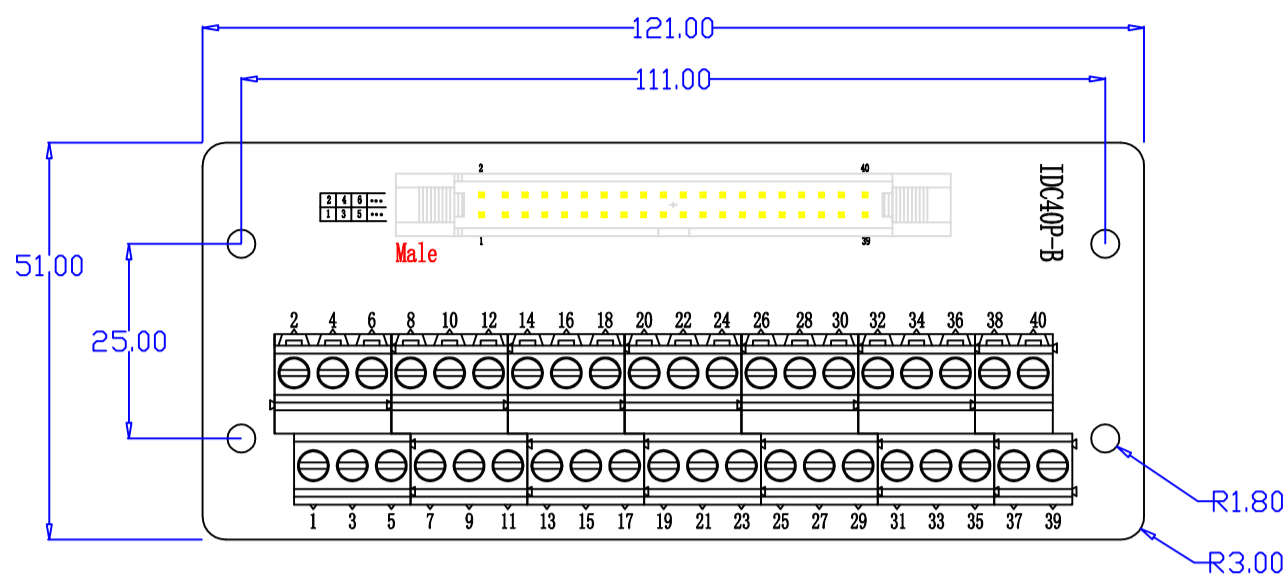 121.00
111.00
2 40
IDC40P-B
2 4 6 •••
1 3 5 •••
1 39
Male
51.00
25.00
2 4 6 8 10 12 14 16 18 20 22 24 26 28 30 32 34 36 38 40
1 3 5 7 9 11 13 15 17 19 21 23 25 27 29 31 33 35 37 39
R1.80
R3.00